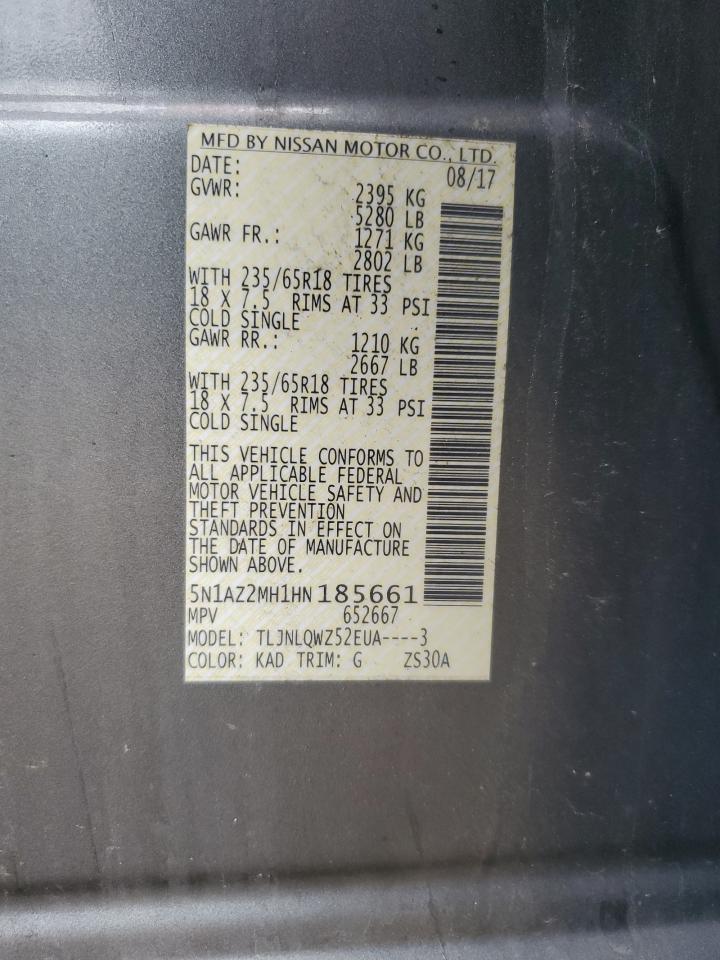 MFD BY NISSAN MOTOR CO., LTD.
DATE: 08/17
GVWR: 2395 KG
5280 LB
GAWR FR.: 1271 KG
2802 LB
WITH 235/65R18 TIRES
18 X 7.5 RIMS AT 33 PSI
COLD SINGLE
GAWR RR.: 1210 KG
2667 LB
WITH 235/65R18 TIRES
18 X 7.5 RIMS AT 33 PSI
COLD SINGLE
THIS VEHICLE CONFORMS TO
ALL APPLICABLE FEDERAL
MOTOR VEHICLE SAFETY AND
THEFT PREVENTION
STANDARDS IN EFFECT ON
THE DATE OF MANUFACTURE
SHOWN ABOVE.
5N1AZ2MH1HN185661
MPV 652667
MODEL: TLJNLQWZ52EUA----3
COLOR: KAD TRIM: G ZS30A